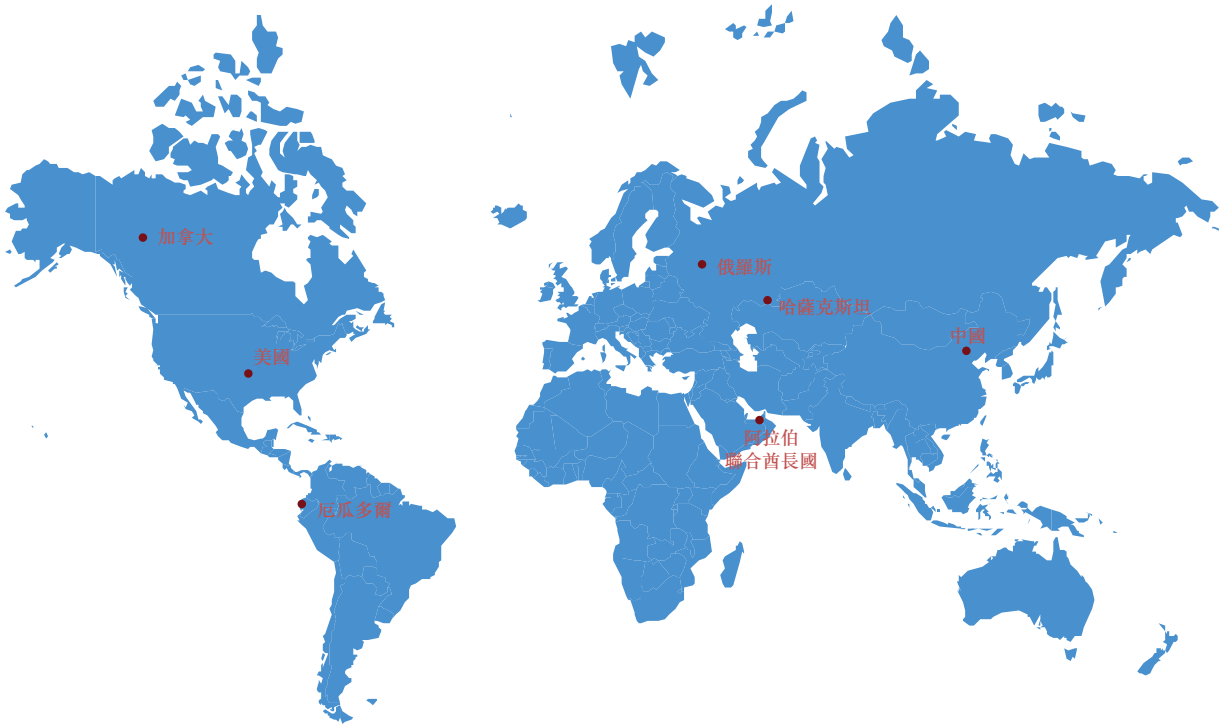 加拿大
俄羅斯
哈薩克斯坦
中國
美國
阿拉伯
聯合酋長國
厄瓜多爾